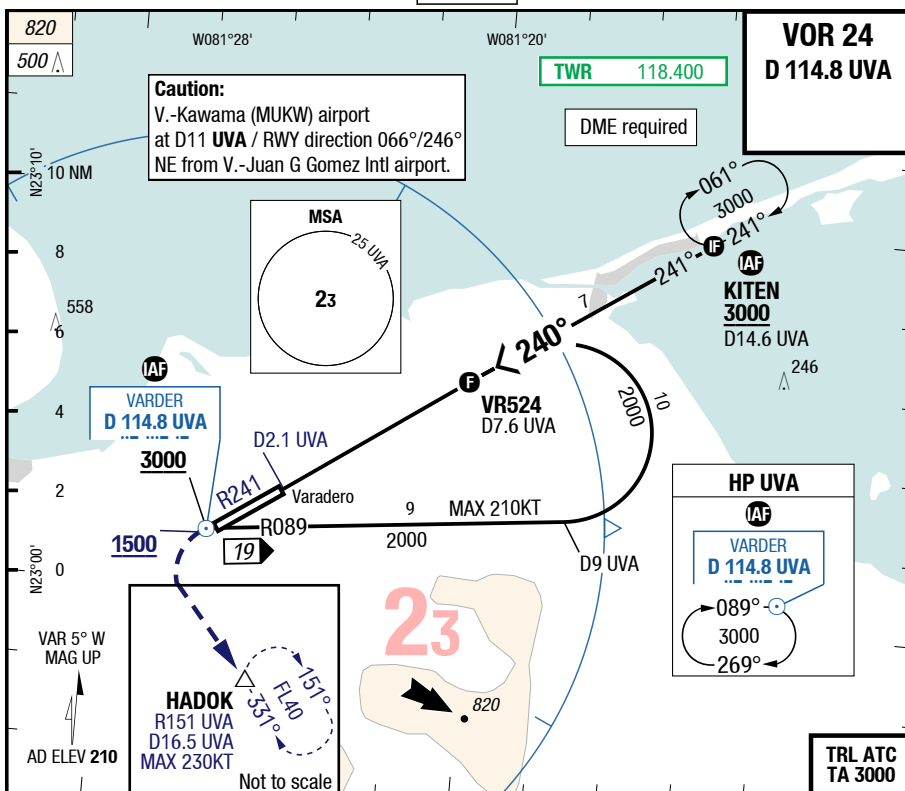 820
500
W081°28'
W081°20'
VOR 24
D 114.8 UVA
TWR 118.400
DME required
Caution:
V.-Kawama (MUKW) airport
at D11 UVA / RWY direction 066°/246°
NE from V.-Juan G Gomez Intl airport.
N23°10'
10 NM
8
6
4
2
0
N23°00'
MSA
25 UVA
23
061°
3000
241°
241°
IF
IAF
KITEN
3000
D14.6 UVA
246
558
7
< 240°
F
VR524
D7.6 UVA
10
2000
IAF
VARDER
D 114.8 UVA
3000
D2.1 UVA
R241
Varadero
R089
9
MAX 210KT
2000
D9 UVA
1500
19
HP UVA
IAF
VARDER
D 114.8 UVA
089°
3000
269°
23
820
VAR 5° W
MAG UP
AD ELEV 210
HADOK
R151 UVA
D16.5 UVA
MAX 230KT
151°
FL40
331°
Not to scale
TRL ATC
TA 3000